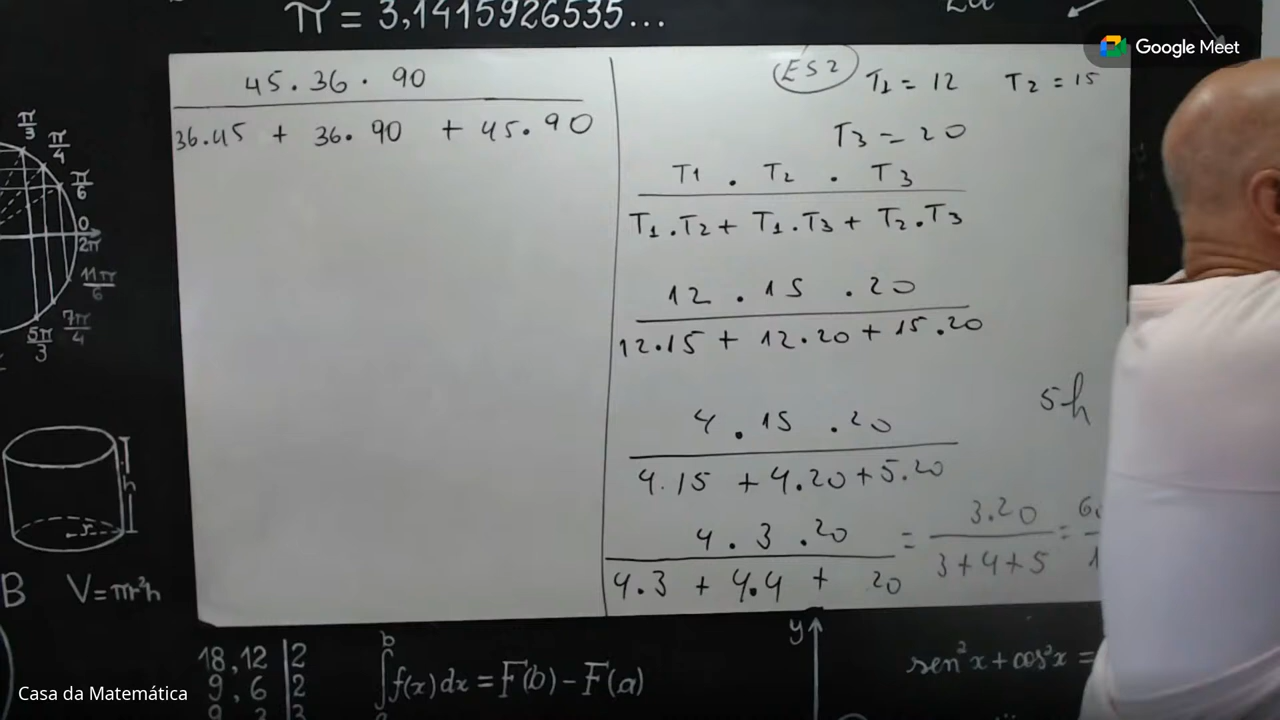 π = 3,1415926535...
2a
Google Meet
45.36.90
36.45 + 36.90 + 45.90
ES2
T1 = 12 T2 = 15
T3 = 20
T1 . T2 . T3
T1.T2 + T1.T3 + T2.T3
12 . 15 . 20
12.15 + 12.20 + 15.20
5h
4 . 15 . 20
4.15 + 4.20 + 5.20
4 . 3 . 20 = 3.20 =
4.3 + 4.4 + 20 3+4+5
π/3
π/4
π/6
0
2π
11π/6
7π/4
5π/3
h
r
B V=πr²h
18,12 | 2
9, 6 | 2
9, 3 | 3
b
∫f(x)dx = F(b) - F(a)
a
y
sen²x + cos²x =
Casa da Matemática